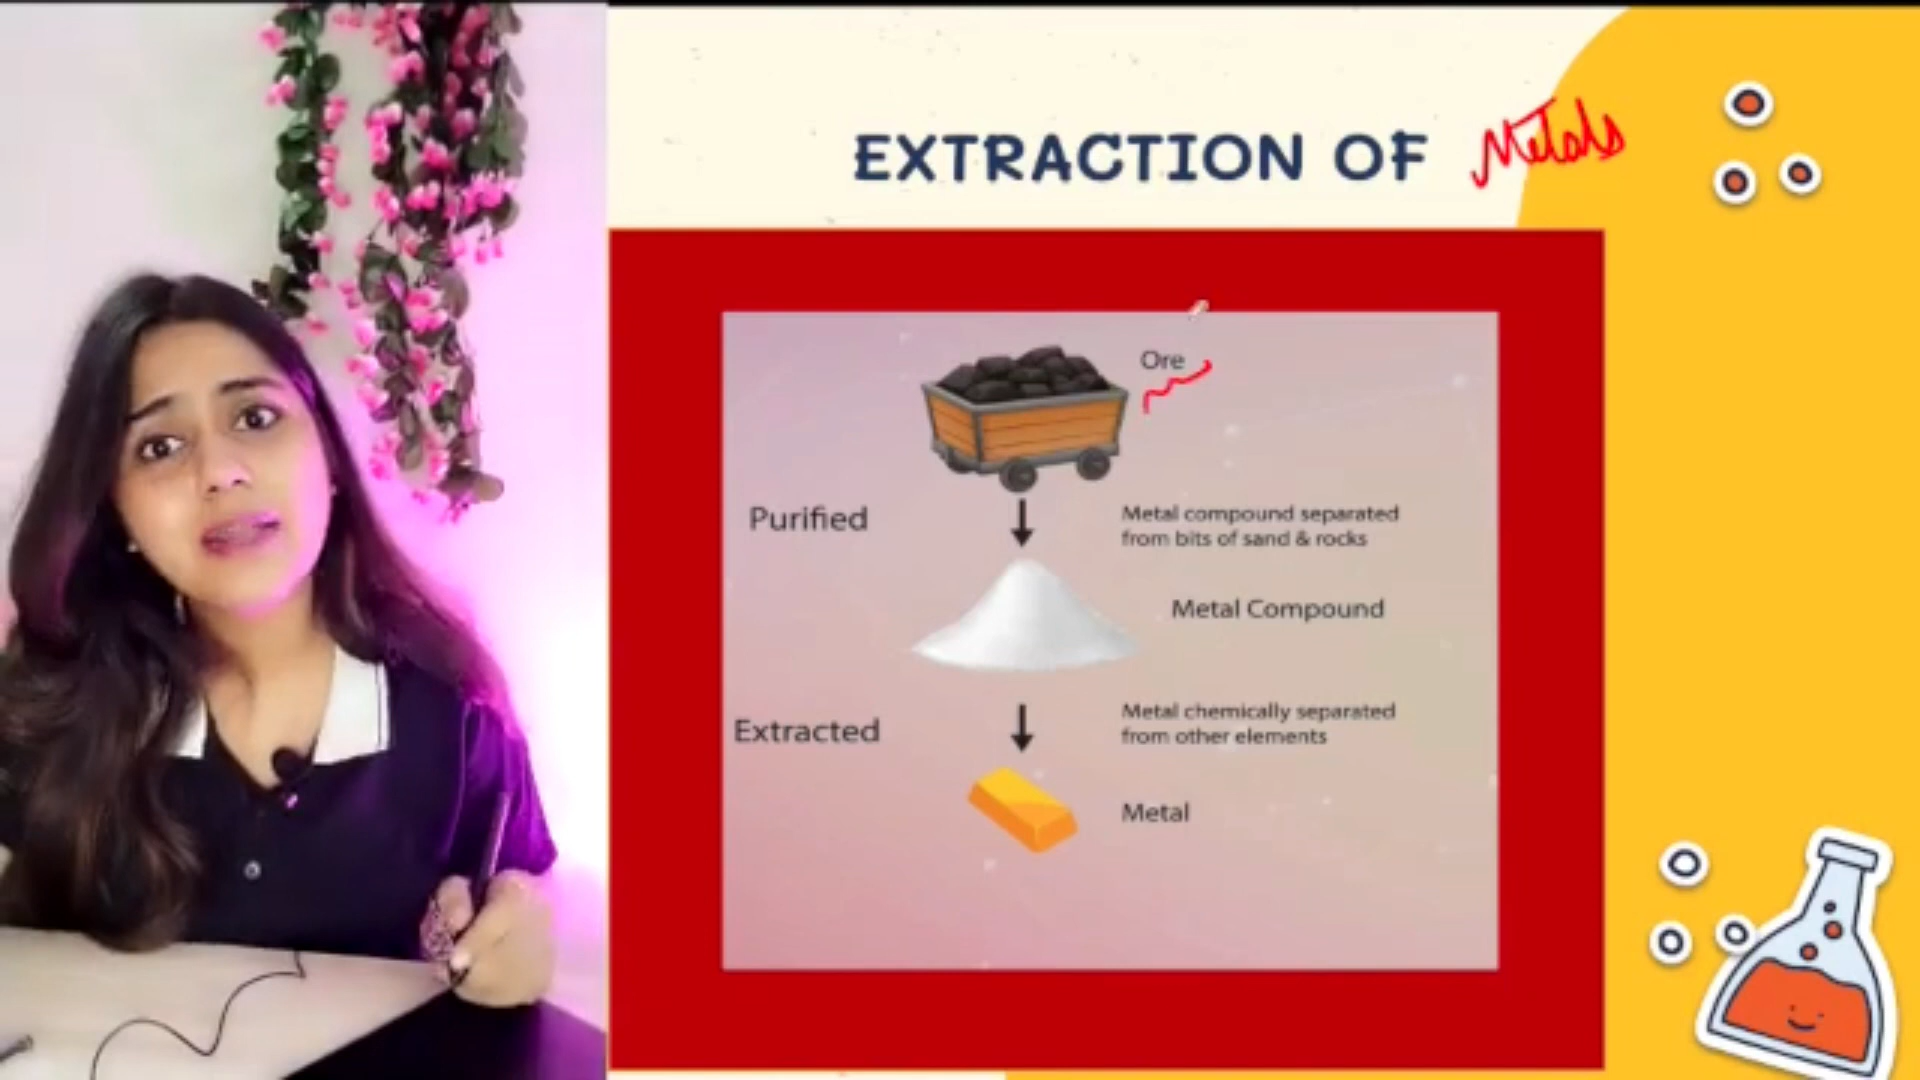 EXTRACTION OF Metals
Ore
Purified
Metal compound separated
from bits of sand & rocks
Metal Compound
Extracted
Metal chemically separated
from other elements
Metal